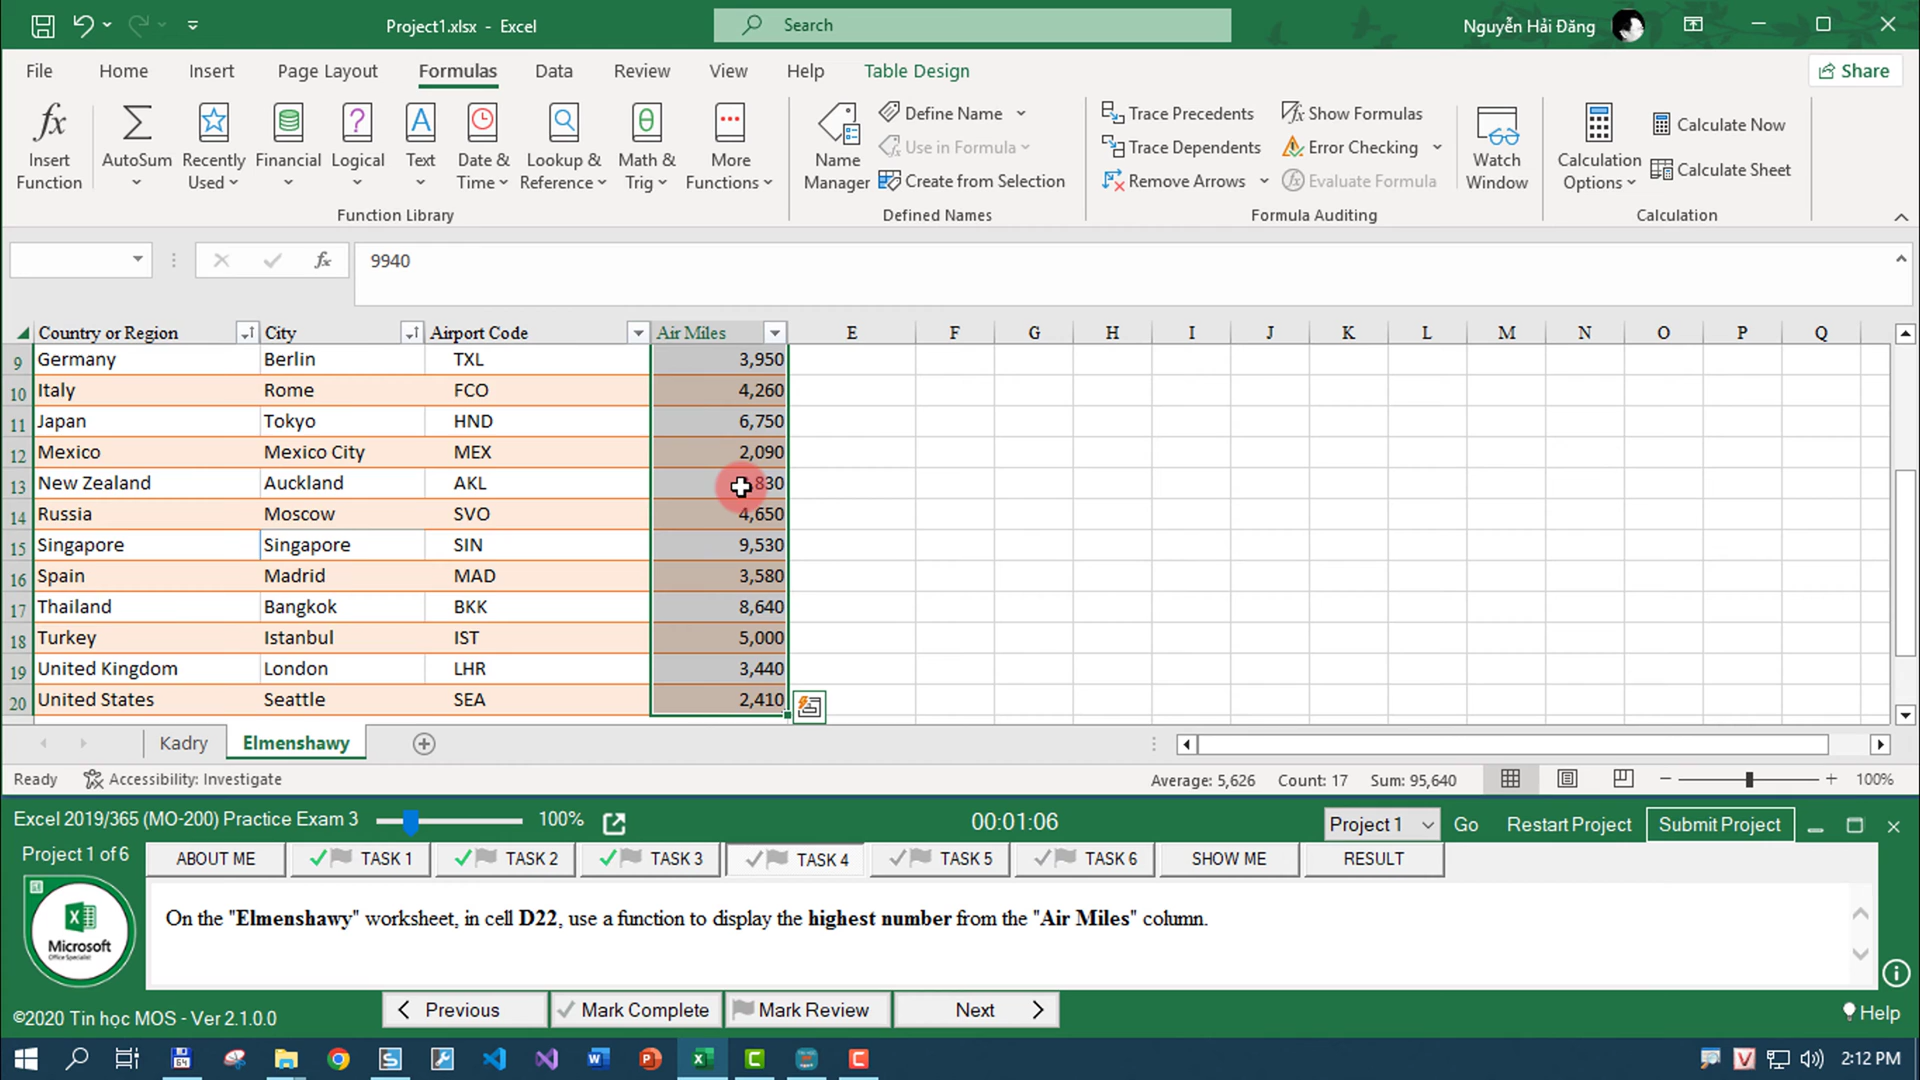 Project1.xlsx - Excel
Search
Nguyễn Hải Đăng
File Home Insert Page Layout Formulas Data Review View Help Table Design Share
Insert Function
AutoSum
Recently Used
Financial
Logical
Text
Date & Time
Lookup & Reference
Math & Trig
More Functions
Function Library
Name Manager
Define Name
Use in Formula
Create from Selection
Defined Names
Trace Precedents
Trace Dependents
Remove Arrows
Show Formulas
Error Checking
Evaluate Formula
Formula Auditing
Watch Window
Calculation Options
Calculate Now
Calculate Sheet
Calculation
fx 9940
Country or Region City Airport Code Air Miles E F G H I J K L M N O P Q
9 Germany Berlin TXL 3,950
10 Italy Rome FCO 4,260
11 Japan Tokyo HND 6,750
12 Mexico Mexico City MEX 2,090
13 New Zealand Auckland AKL 830
14 Russia Moscow SVO 4,650
15 Singapore Singapore SIN 9,530
16 Spain Madrid MAD 3,580
17 Thailand Bangkok BKK 8,640
18 Turkey Istanbul IST 5,000
19 United Kingdom London LHR 3,440
20 United States Seattle SEA 2,410
Kadry Elmenshawy
Ready Accessibility: Investigate Average: 5,626 Count: 17 Sum: 95,640 100%
Excel 2019/365 (MO-200) Practice Exam 3 100% 00:01:06 Project 1 Go Restart Project Submit Project
Project 1 of 6 ABOUT ME TASK 1 TASK 2 TASK 3 TASK 4 TASK 5 TASK 6 SHOW ME RESULT
On the "Elmenshawy" worksheet, in cell D22, use a function to display the highest number from the "Air Miles" column.
Microsoft
Office Specialist
Previous Mark Complete Mark Review Next
©2020 Tin học MOS - Ver 2.1.0.0
Help
2:12 PM